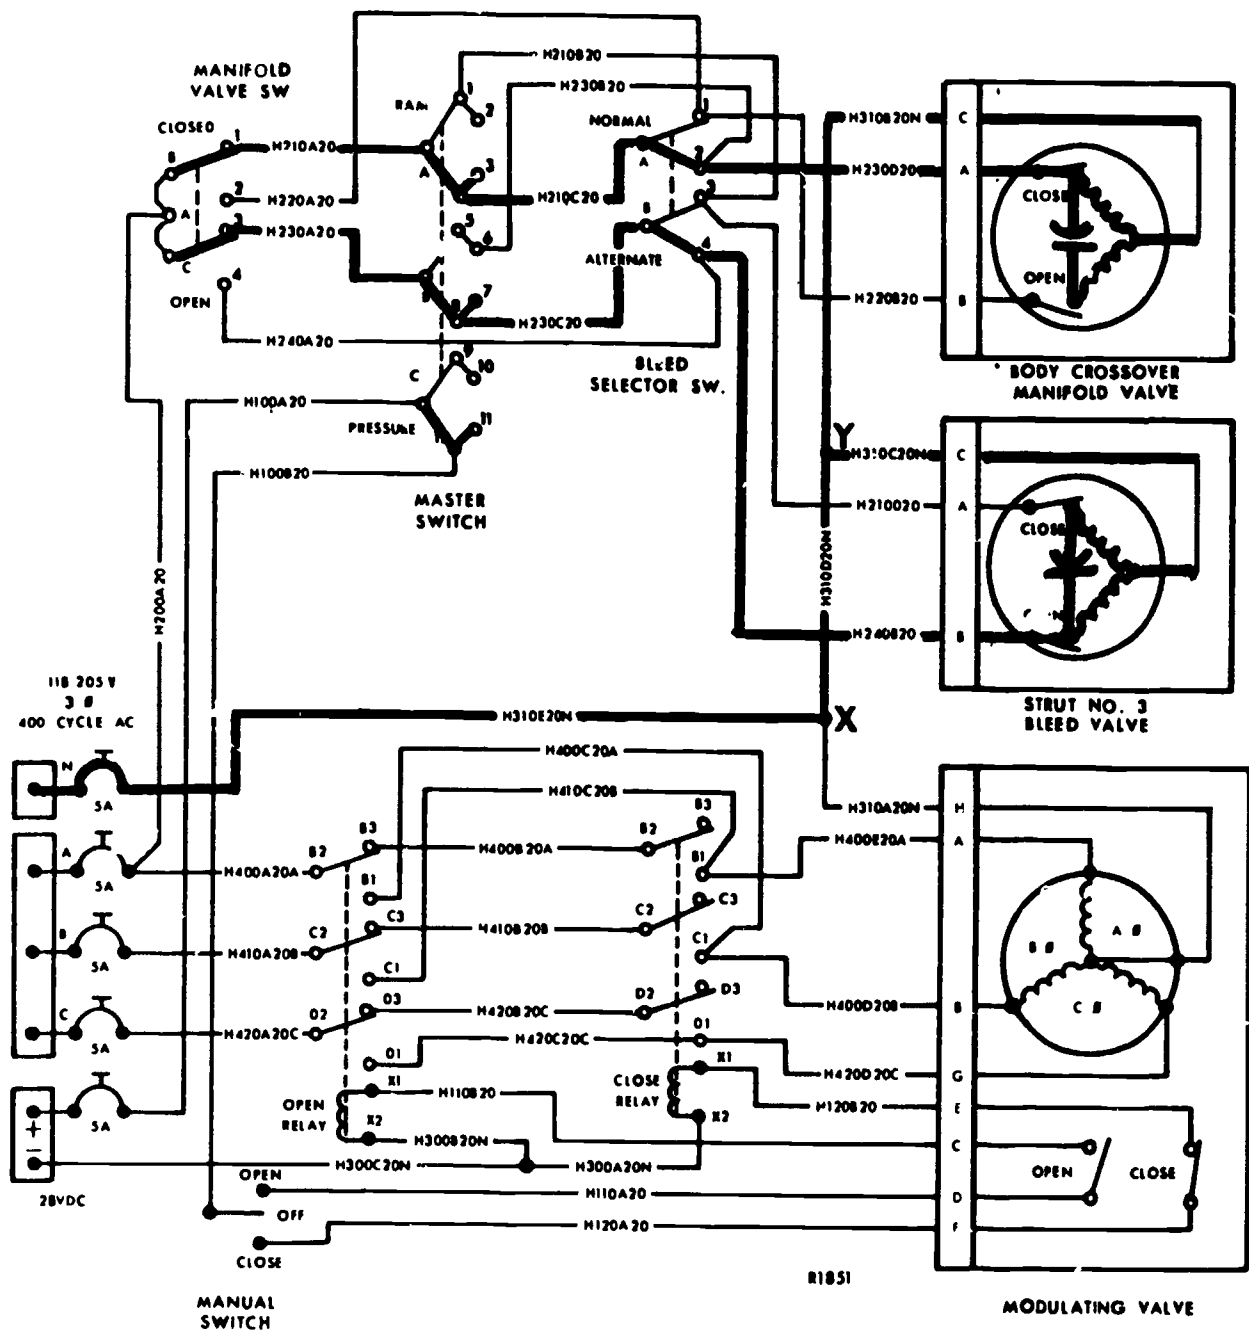 MANIFOLD
VALVE SW
CLOSED
B
1
A
2
3
C
4
OPEN
H210A20
H220A20
H230A20
H240A20
H100A20
H100B20
H200A20
RAM
1
2
A
3
5
6
7
8
9
10
C
11
PRESSURE
MASTER
SWITCH
H210B20
H230B20
H210C20
H230C20
NORMAL
1
A
2
3
B
4
ALTERNATE
BLEED
SELECTOR SW.
H310B20N
H230D20
H220B20
C
A
B
CLOSE
OPEN
BODY CROSSOVER
MANIFOLD VALVE
Y
H310C20N
H210D20
H310D20N
H240B20
C
A
B
CLOSE
STRUT NO. 3
BLEED VALVE
X
118 205 V
3 Ø
400 CYCLE AC
N
5A
A
5A
B
5A
C
5A
+
−
5A
28VDC
H310E20N
H400C20A
H410C20B
H310A20N
H400E20A
H400A20A
B2
B3
B1
H400B20A
B2
B3
B1
H410A20B
C2
C3
C1
H410B20B
C2
C3
C1
H420A20C
D2
D3
D1
H420B20C
D2
D3
D1
H400D20B
H420C20C
H420D20C
OPEN
RELAY
X1
X2
H110B20
H300B20N
H300C20N
H300A20N
CLOSE
RELAY
X1
X2
H120B20
H110A20
H120A20
OPEN
OFF
CLOSE
MANUAL
SWITCH
H
A
B
G
E
C
D
F
A Ø
B Ø
C Ø
OPEN
CLOSE
R1851
MODULATING VALVE